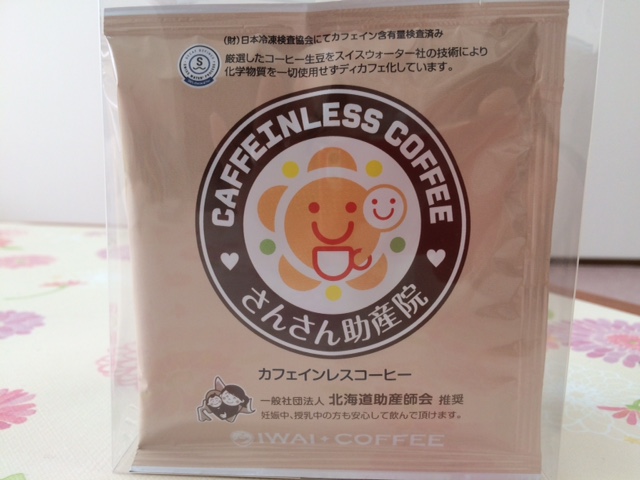 (財)日本冷凍検査協会にてカフェイン含有量検査済み
厳選したコーヒー生豆をスイスウォーター社の技術により
化学物質を一切使用せずディカフェ化しています。
S
CAFFEINLESS COFFEE
さんさん助産院
カフェインレスコーヒー
一般社団法人 北海道助産師会 推奨
妊娠中、授乳中の方も安心して飲んで頂けます。
IWAI+COFFEE